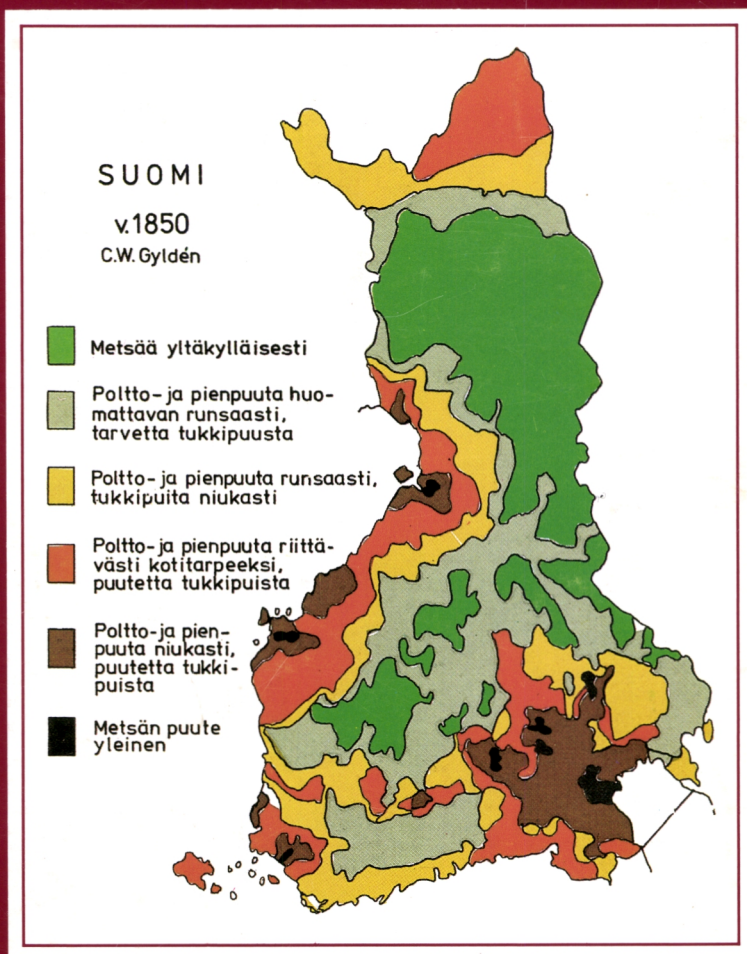 SUOMI
v.1850
C.W. Gyldén
Metsää yltäkylläisesti
Poltto- ja pienpuuta huo-
mattavan runsaasti,
tarvetta tukkipuusta
Poltto- ja pienpuuta runsaasti,
tukkipuita niukasti
Poltto- ja pienpuuta riittä-
västi kotitarpeeksi,
puutetta tukkipuista
Poltto- ja pien-
puuta niukasti,
puutetta tukki-
puista
Metsän puute
yleinen